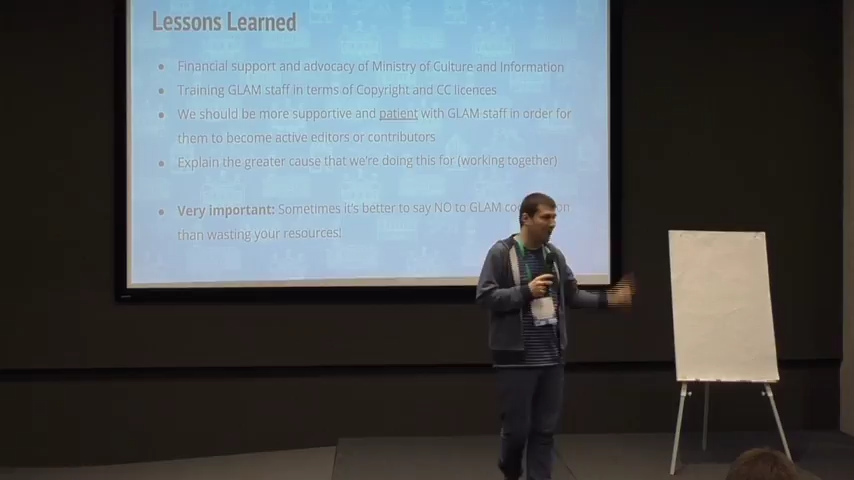 Lessons Learned
● Financial support and advocacy of Ministry of Culture and Information
● Training GLAM staff in terms of Copyright and CC licences
● We should be more supportive and patient with GLAM staff in order for
them to become active editors or contributors
● Explain the greater cause that we're doing this for (working together)
● Very important: Sometimes it's better to say NO to GLAM
than wasting your resources!